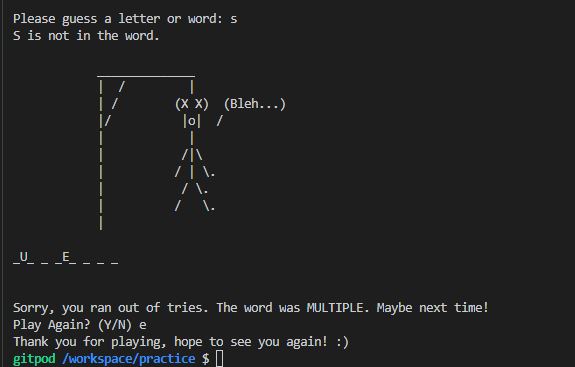 Please guess a letter or word: s
S is not in the word.
(X X) (Bleh...)
|o| /
_U_ _ _E_ _ _ _
Sorry, you ran out of tries. The word was MULTIPLE. Maybe next time!
Play Again? (Y/N) e
Thank you for playing, hope to see you again! :)
gitpod /workspace/practice $